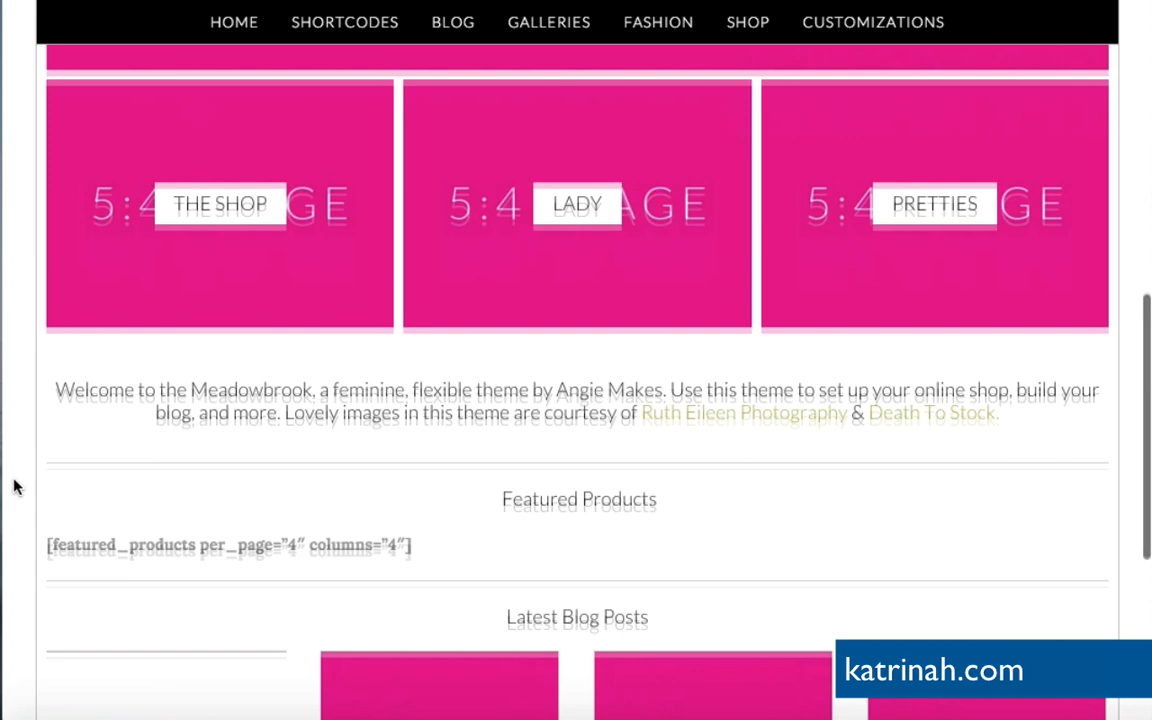 HOME SHORTCODES BLOG GALLERIES FASHION SHOP CUSTOMIZATIONS
5:4 GE THE SHOP
5:4 AGE LADY
5:4 GE PRETTIES
Welcome to the Meadowbrook, a feminine, flexible theme by Angie Makes. Use this theme to set up your online shop, build your
blog, and more. Lovely images in this theme are courtesy of Ruth Eileen Photography & Death To Stock.
Featured Products
[featured_products per_page="4″ columns="4″]
Latest Blog Posts
katrinah.com